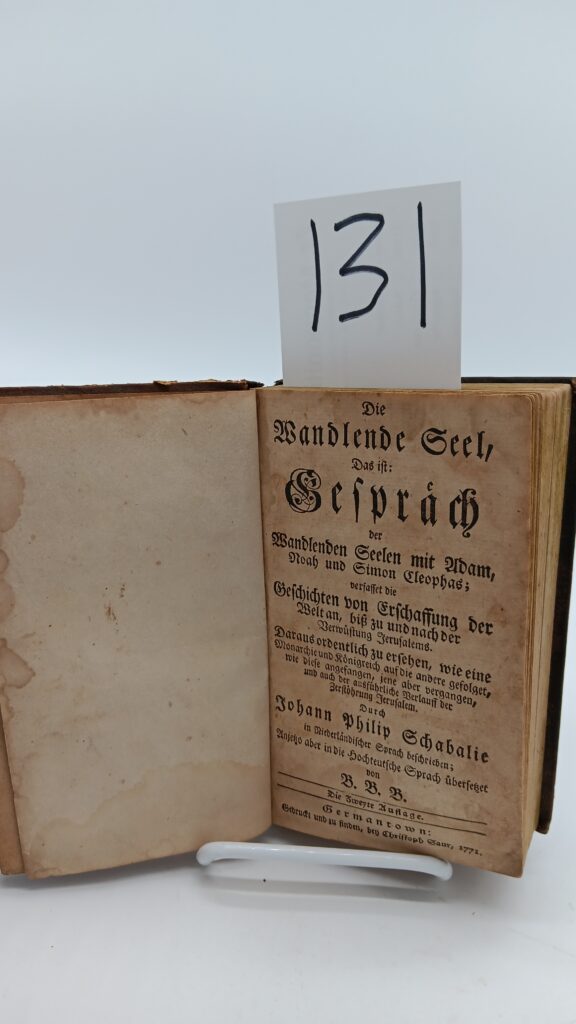 131
Die
Wandlende Seel,
Das ist:
Gespräch
der
Wandlenden Seelen mit Adam,
Noah und Simon Cleophas;
verfasset die
Geschichten von Erschaffung der
Welt an, biß zu und nach der
Verwüstung Jerusalems.
Daraus ordentlich zu ersehen, wie eine
Monarchie und Königreich auf die andere gefolget,
wie diese angefangen, jene aber vergangen,
und auch der ausführliche Verlauff der
Zerstöhrung Jerusalem.
Durch
Johann Philip Schabalie
in Niederländischer Sprach beschrieben;
Anjetzo aber in die Hochteutsche Sprach übersetzet
von
B. B. B.
Die Zweyte Auflage.
Germantown:
Gedruckt und zu finden, bey Christoph Saur, 1771.